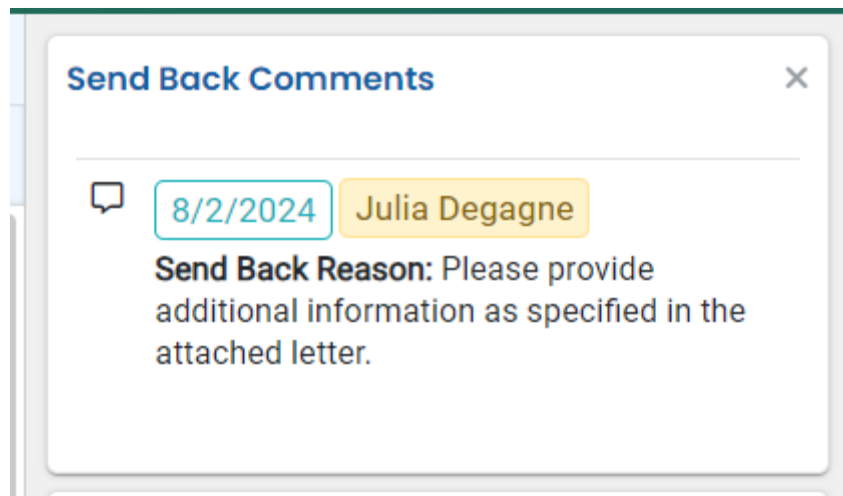 Send Back Comments
8/2/2024 Julia Degagne
Send Back Reason: Please provide
additional information as specified in the
attached letter.